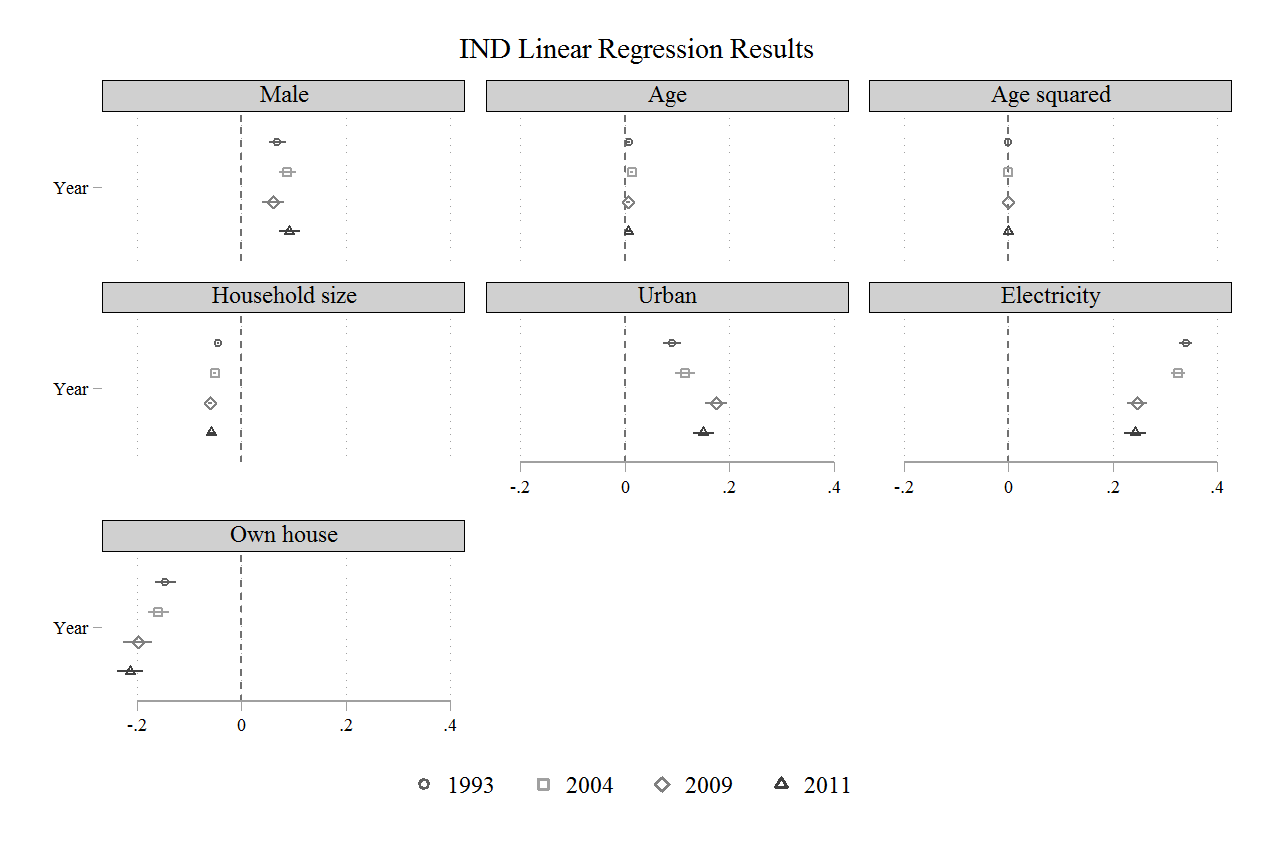 IND Linear Regression Results
Male Age Age squared
Year
Household size Urban Electricity
Year
-.2 0 .2 .4 -.2 0 .2 .4
Own house
Year
-.2 0 .2 .4
1993 2004 2009 2011